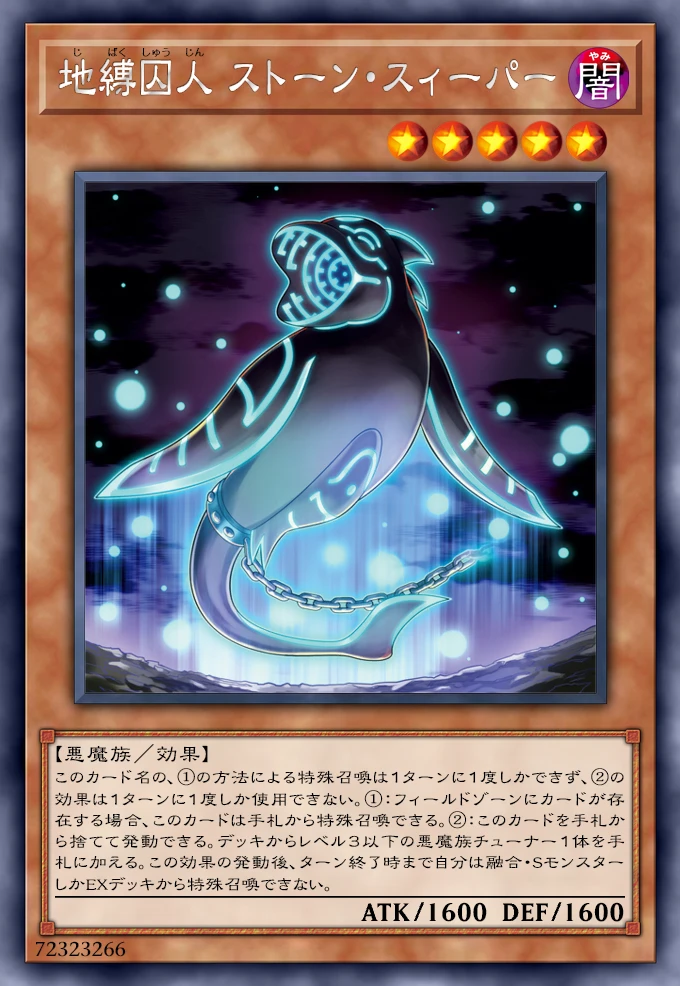 じ ばく しゅう じん
地縛囚人 ストーン・スィーパー
やみ
闇
【悪魔族／効果】
このカード名の、①の方法による特殊召喚は1ターンに1度しかできず、②の
効果は1ターンに1度しか使用できない。①：フィールドゾーンにカードが存
在する場合、このカードは手札から特殊召喚できる。②：このカードを手札か
ら捨てて発動できる。デッキからレベル３以下の悪魔族チューナー１体を手
札に加える。この効果の発動後、ターン終了時まで自分は融合・Sモンスター
しかEXデッキから特殊召喚できない。
ATK/1600 DEF/1600
72323266